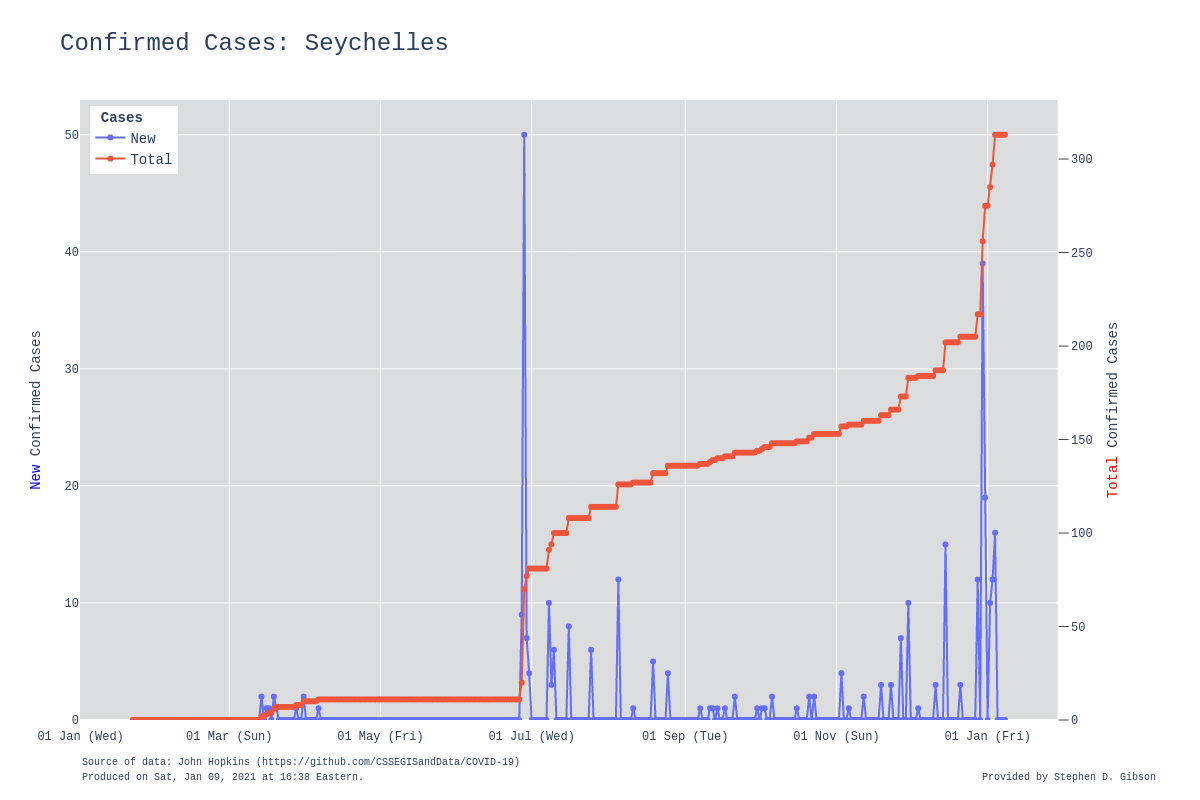 Confirmed Cases: Seychelles
Cases
New
Total
50
40
30
20
10
0
300
250
200
150
100
50
0
New Confirmed Cases
Total Confirmed Cases
01 Jan (Wed) 01 Mar (Sun) 01 May (Fri) 01 Jul (Wed) 01 Sep (Tue) 01 Nov (Sun) 01 Jan (Fri)
Source of data: John Hopkins (https://github.com/CSSEGISandData/COVID-19)
Produced on Sat, Jan 09, 2021 at 16:38 Eastern.
Provided by Stephen D. Gibson